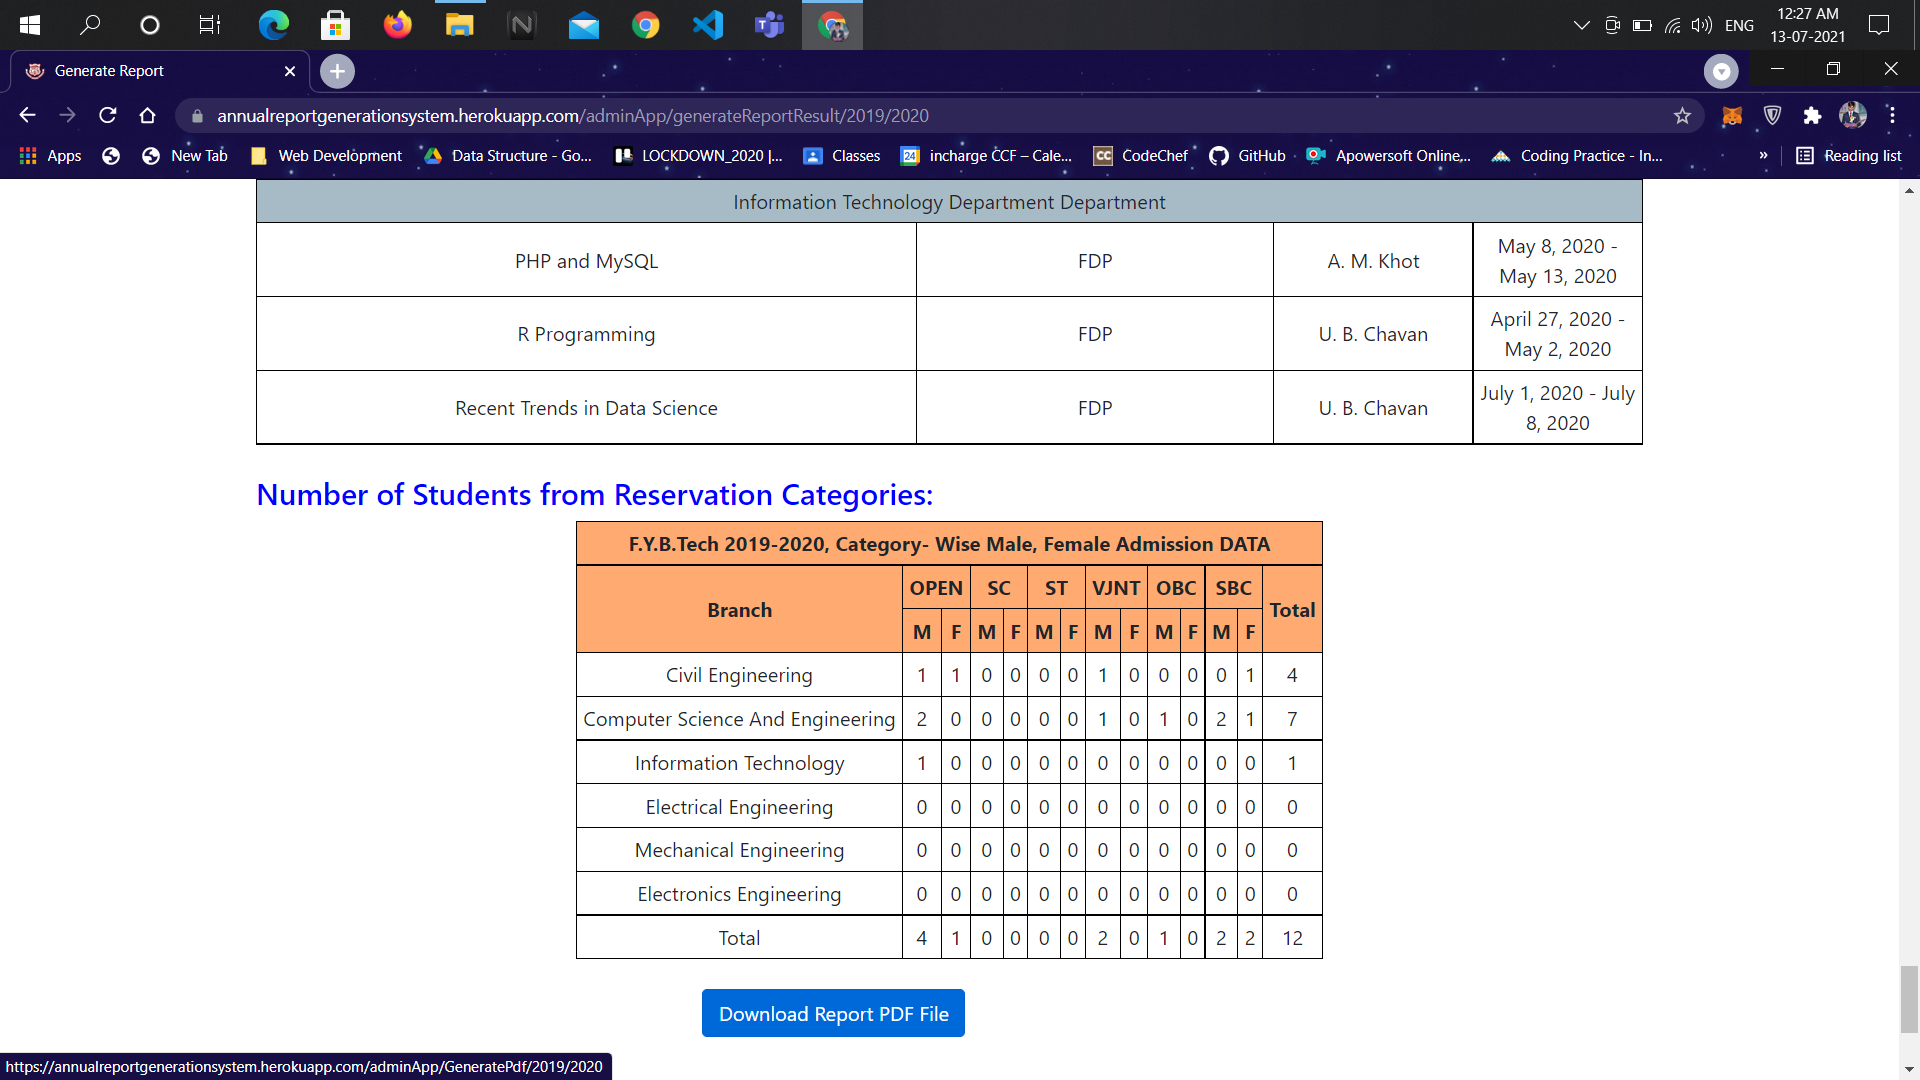 ENG
12:27 AM
13-07-2021
Generate Report
annualreportgenerationsystem.herokuapp.com/adminApp/generateReportResult/2019/2020
Apps New Tab Web Development Data Structure - Go... LOCKDOWN_2020 |... Classes 24 incharge CCF – Cale... CC CodeChef GitHub Apowersoft Online,... Coding Practice - In... » Reading list
Information Technology Department Department
PHP and MySQL FDP A. M. Khot May 8, 2020 -
May 13, 2020
R Programming FDP U. B. Chavan April 27, 2020 -
May 2, 2020
Recent Trends in Data Science FDP U. B. Chavan July 1, 2020 - July
8, 2020
Number of Students from Reservation Categories:
F.Y.B.Tech 2019-2020, Category- Wise Male, Female Admission DATA
Branch OPEN SC ST VJNT OBC SBC Total
M F M F M F M F M F M F
Civil Engineering 1 1 0 0 0 0 1 0 0 0 0 1 4
Computer Science And Engineering 2 0 0 0 0 0 1 0 1 0 2 1 7
Information Technology 1 0 0 0 0 0 0 0 0 0 0 0 1
Electrical Engineering 0 0 0 0 0 0 0 0 0 0 0 0 0
Mechanical Engineering 0 0 0 0 0 0 0 0 0 0 0 0 0
Electronics Engineering 0 0 0 0 0 0 0 0 0 0 0 0 0
Total 4 1 0 0 0 0 2 0 1 0 2 2 12
Download Report PDF File
https://annualreportgenerationsystem.herokuapp.com/adminApp/GeneratePdf/2019/2020